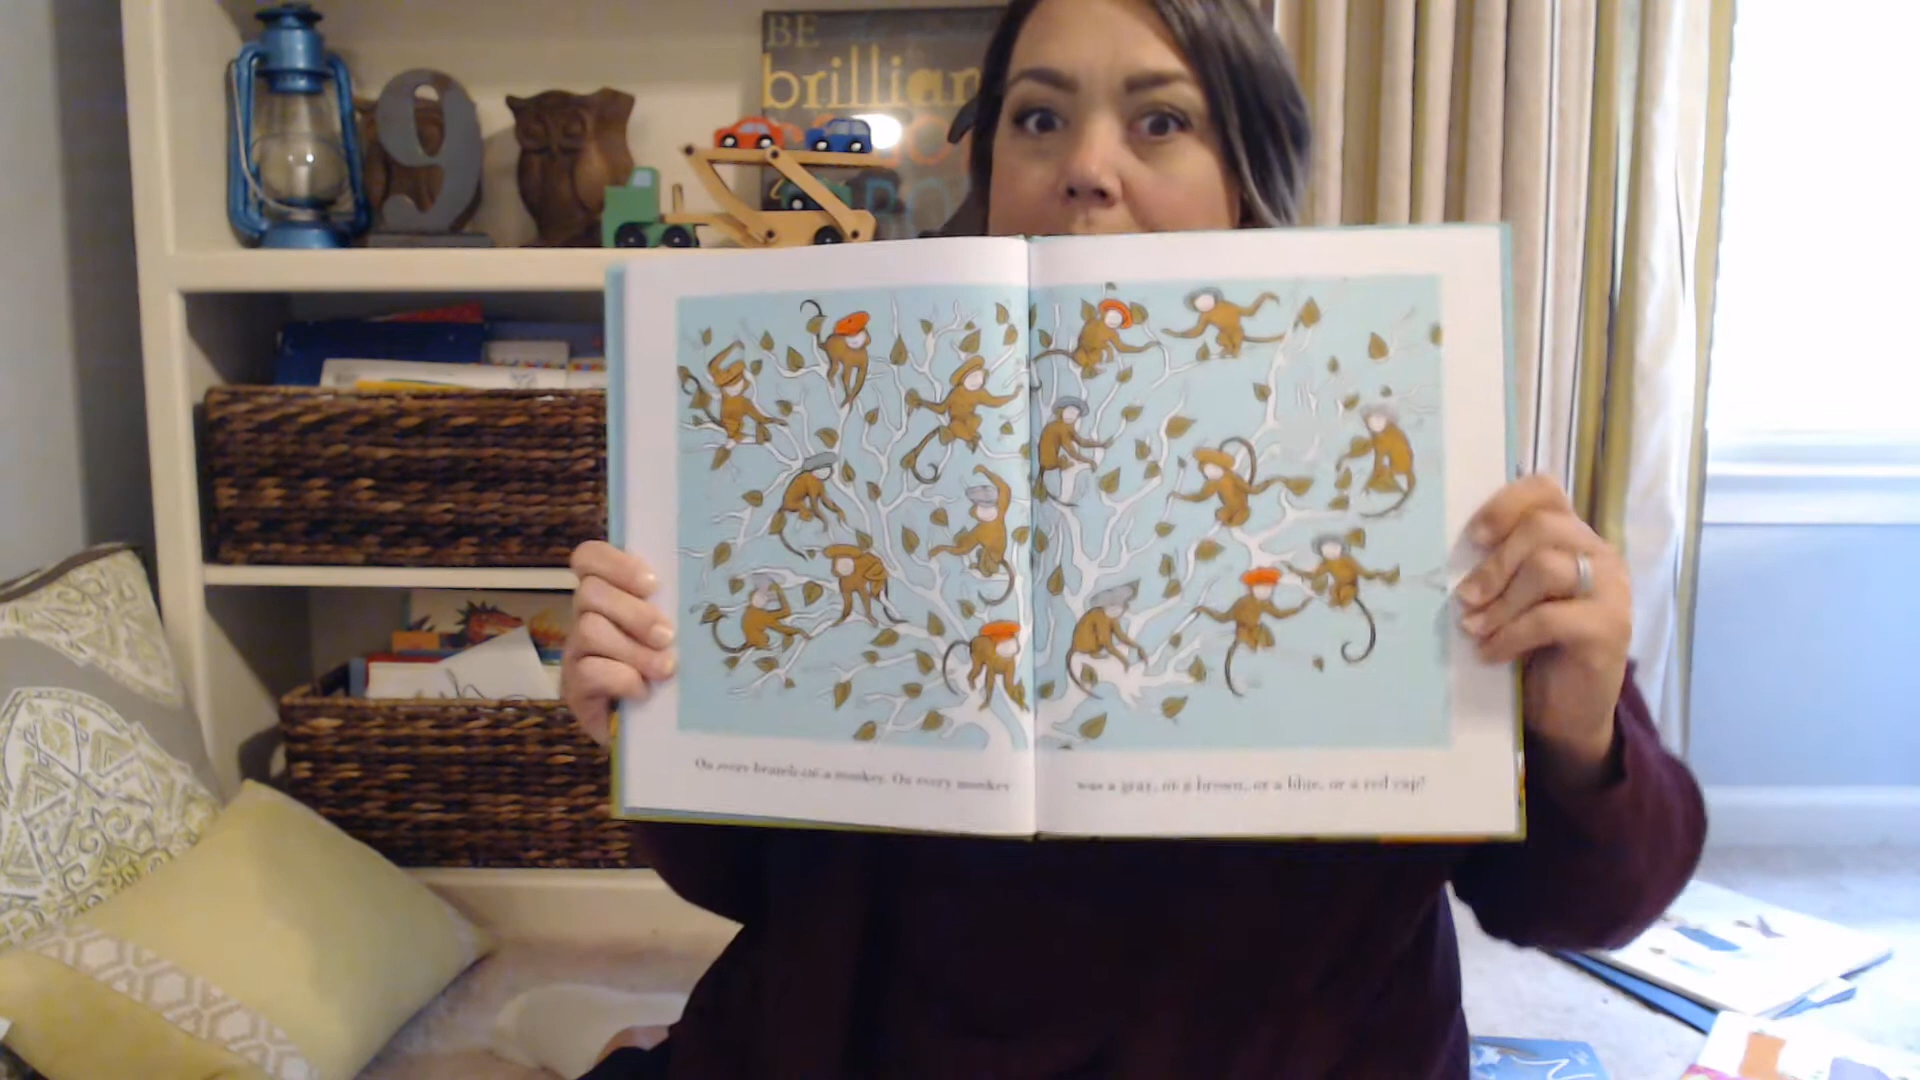 BE
brillian
On every branch sat a monkey. On every monkey
was a gray, or a brown, or a blue, or a red cap!
9